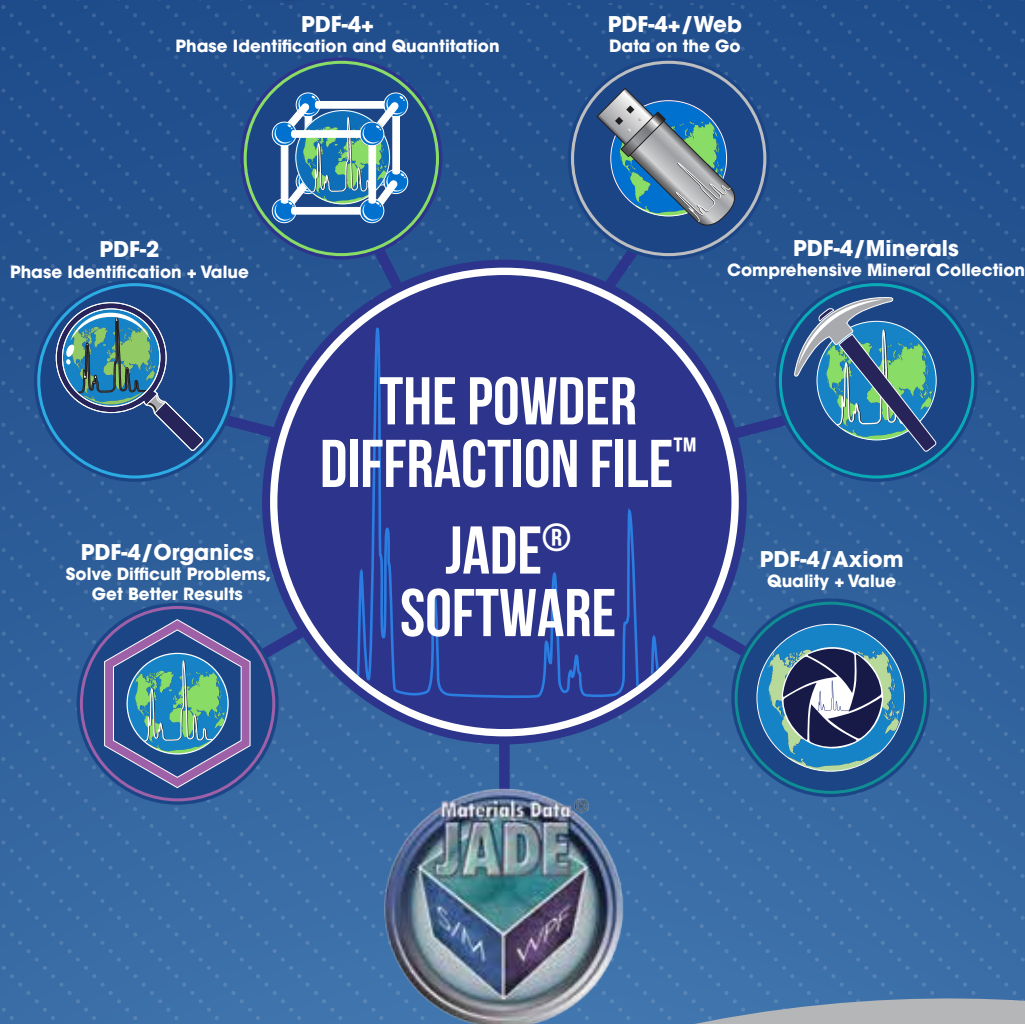 PDF-4+
Phase Identification and Quantitation
PDF-4+/Web
Data on the Go
PDF-2
Phase Identification + Value
PDF-4/Minerals
Comprehensive Mineral Collection
THE POWDER
DIFFRACTION FILE™
JADE®
SOFTWARE
PDF-4/Organics
Solve Difficult Problems,
Get Better Results
PDF-4/Axiom
Quality + Value
Materials Data ®
JADE
S/M
WPF